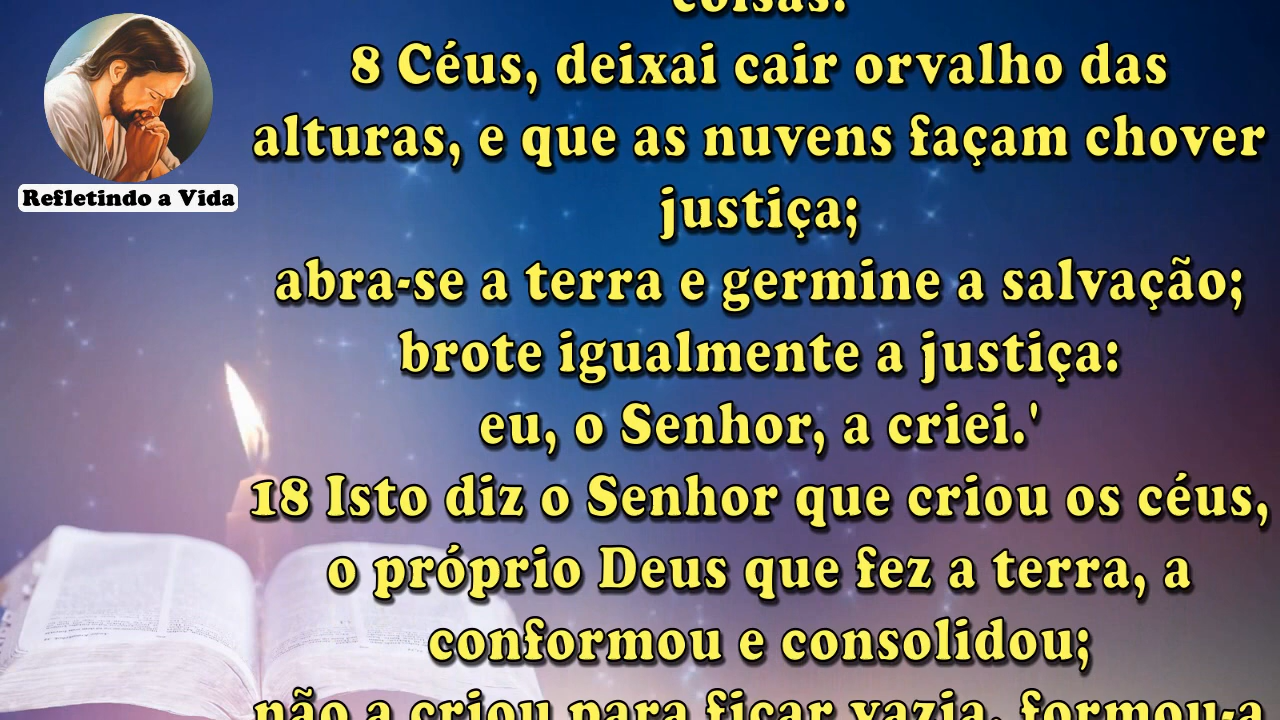 coisas.
8 Céus, deixai cair orvalho das
alturas, e que as nuvens façam chover
justiça;
abra-se a terra e germine a salvação;
brote igualmente a justiça:
eu, o Senhor, a criei.'
18 Isto diz o Senhor que criou os céus,
o próprio Deus que fez a terra, a
conformou e consolidou;
não a criou para ficar vazia, formou-a
Refletindo a Vida